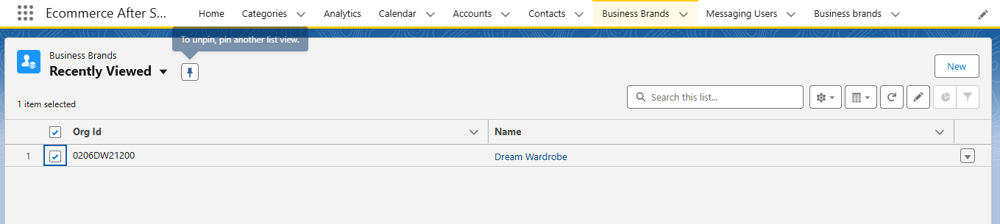 Ecommerce After S... Home Categories Analytics Calendar Accounts Contacts Business Brands Messaging Users Business brands
To unpin, pin another list view.
Business Brands
Recently Viewed
New
1 item selected
Search this list...
Org Id Name
1 0206DW21200 Dream Wardrobe